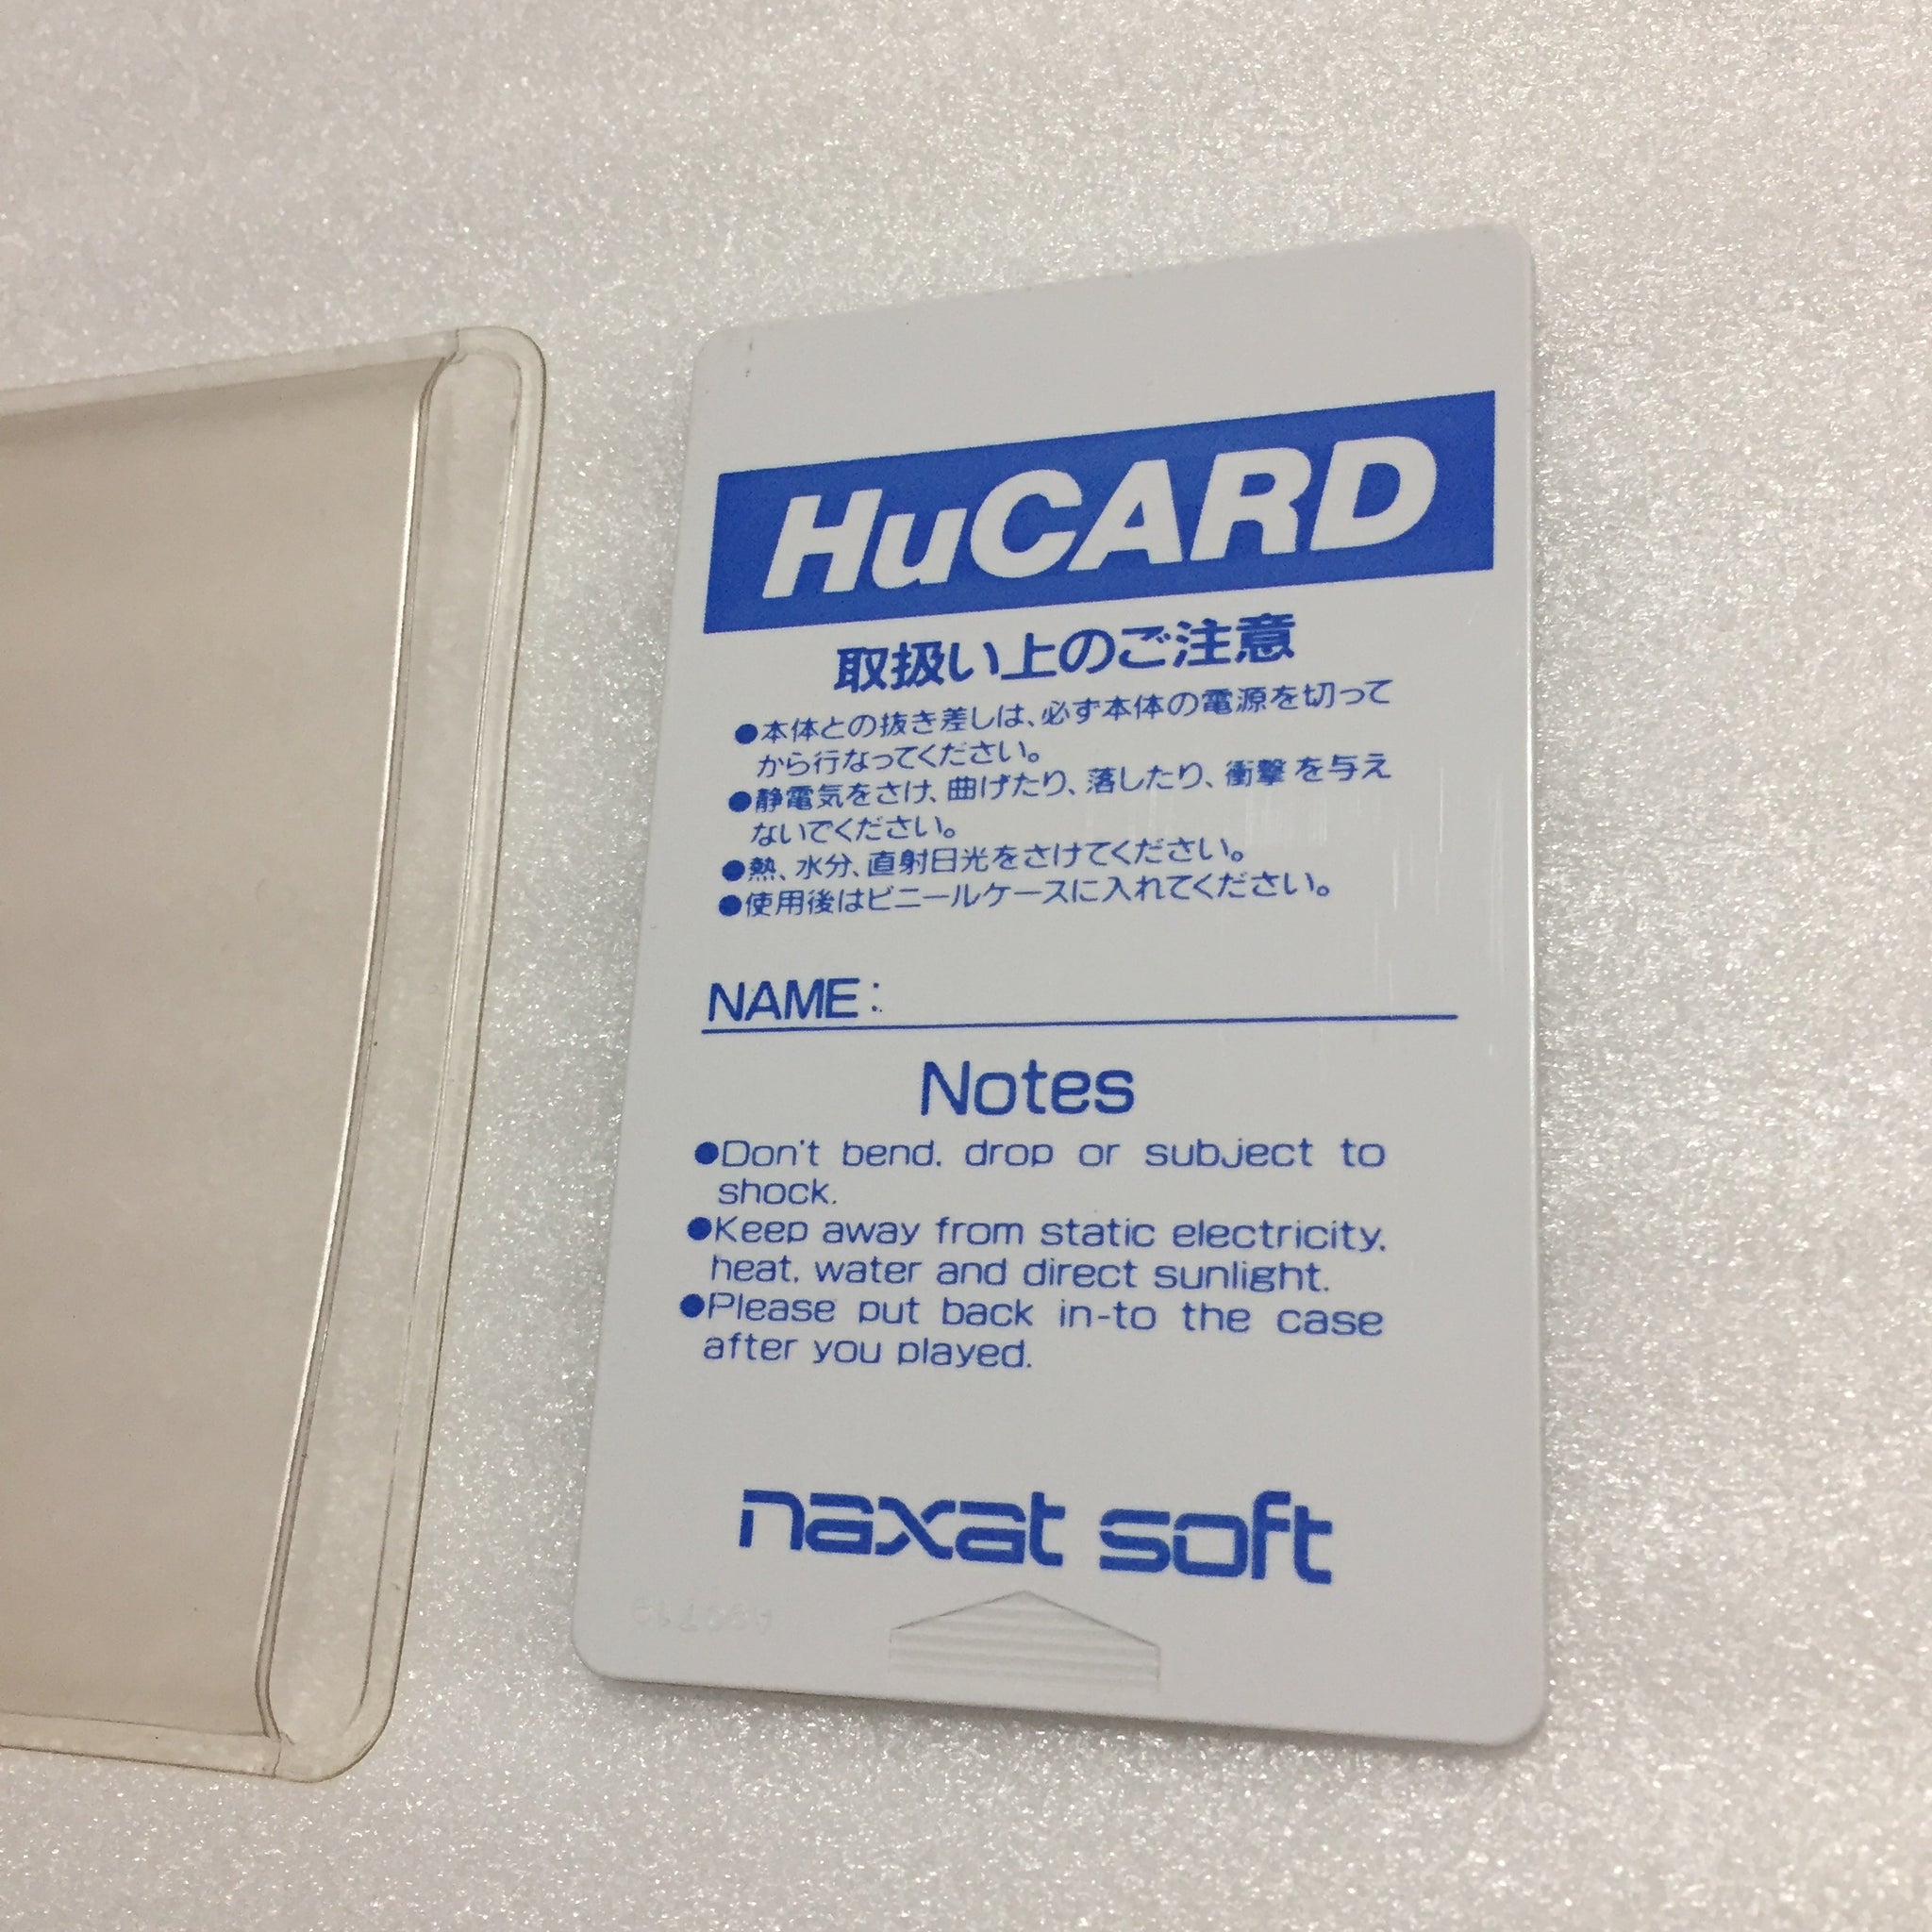 HuCARD
取扱い上のご注意
●本体との抜き差しは、必ず本体の電源を切って
から行なってください。
●静電気をさけ、曲げたり、落したり、衝撃を与え
ないでください。
●熱、水分、直射日光をさけてください。
●使用後はビニールケースに入れてください。
NAME:
Notes
●Don't bend. drop or subject to
shock.
●Keep away from static electricity.
heat. water and direct sunlight.
●Please put back in-to the case
after you played.
naxat soft